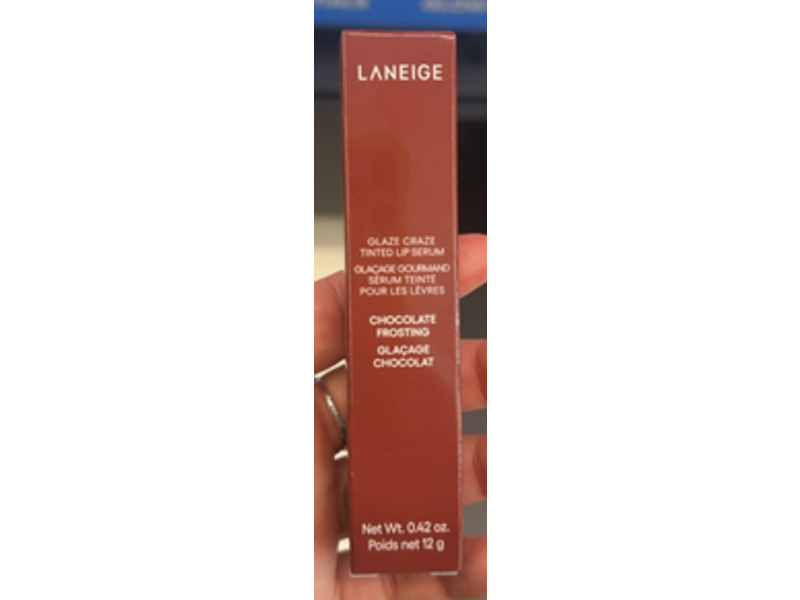 LANEIGE
GLAZE CRAZE
TINTED LIP SERUM
GLAÇAGE GOURMAND
SÉRUM TEINTÉ
POUR LES LÈVRES
CHOCOLATE
FROSTING
GLAÇAGE
CHOCOLAT
Net Wt. 0.42 oz.
Poids net 12 g